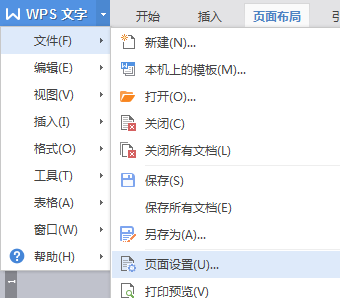 WPS 文字
开始
插入
页面布局
文件(F)
编辑(E)
视图(V)
插入(I)
格式(O)
工具(T)
表格(A)
窗口(W)
帮助(H)
新建(N)...
本机上的模板(M)...
打开(O)...
关闭(C)
关闭所有文档(L)
保存(S)
保存所有文档(E)
另存为(A)...
页面设置(U)...
打印预览(V)
1